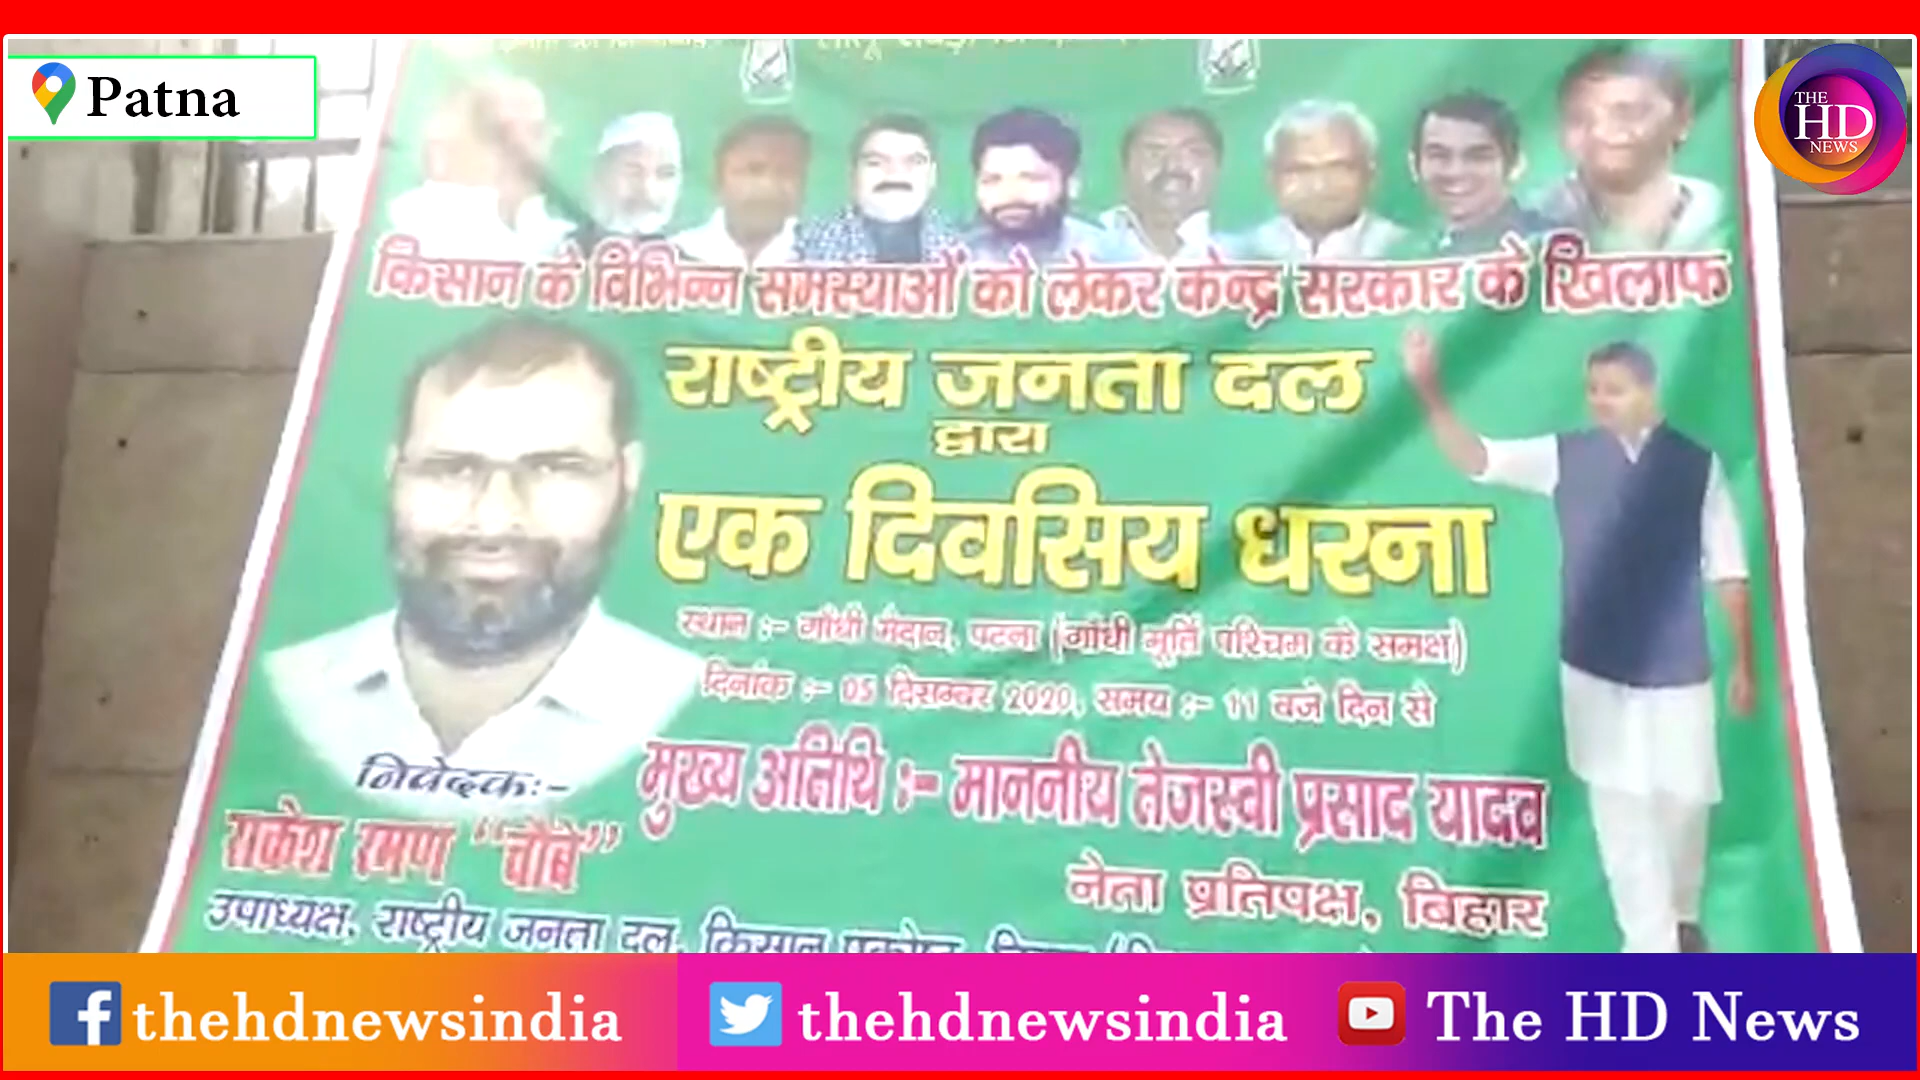 Patna
THE
HD
NEWS
किसान के विभिन्न समस्याओं को लेकर केन्द्र सरकार के खिलाफ
राष्ट्रीय जनता दल
द्वारा
एक दिवसिय धरना
स्थान :- गाँधी मैदान, पटना (गाँधी मूर्ति पश्चिम के समक्ष)
दिनांक :- 05 दिसम्बर 2020, समय :- 11 बजे दिन से
मुख्य अतिथि :- माननीय तेजस्वी प्रसाद यादव
नेता प्रतिपक्ष, बिहार
निवेदक:-
राकेश रमण "चौबे"
उपाध्यक्ष, राष्ट्रीय जनता दल, किसान
thehdnewsindia
thehdnewsindia
The HD News